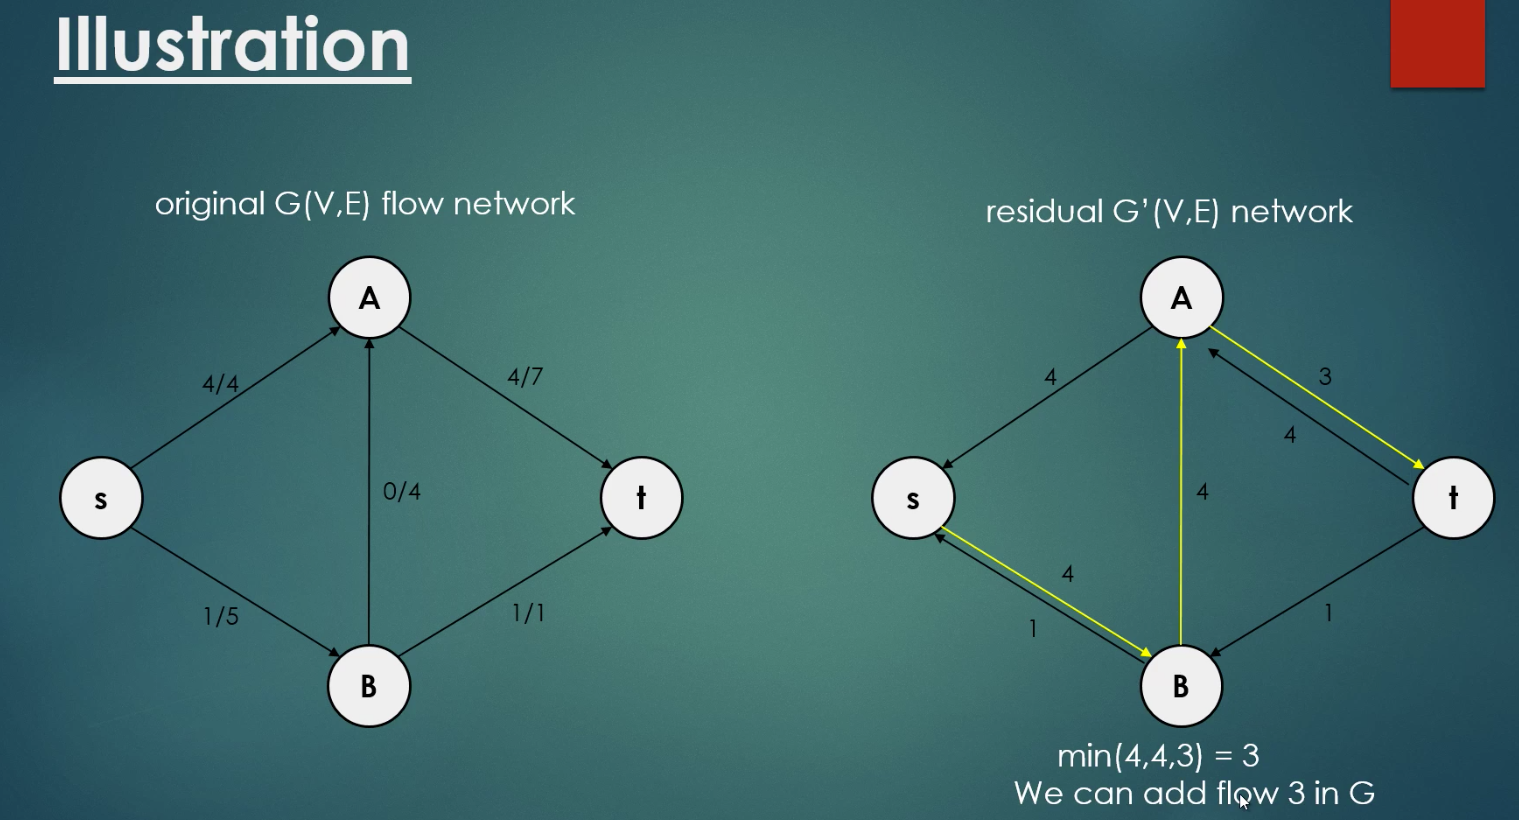 Illustration
original G(V,E) flow network
residual G'(V,E) network
A
4/4
4/7
s
0/4
t
1/5
1/1
B
A
4
3
4
s
4
t
4
1
1
B
min(4,4,3) = 3
We can add flow 3 in G